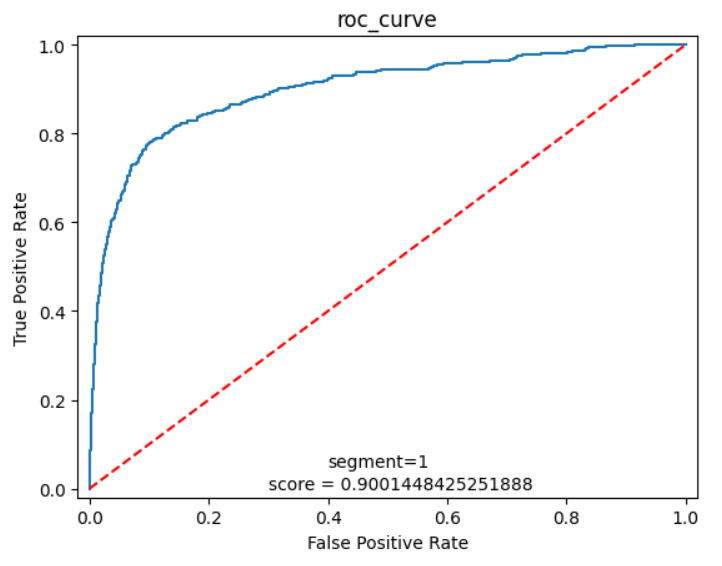 roc_curve
1.0
0.8
0.6
0.4
0.2
0.0
True Positive Rate
segment=1
score = 0.9001448425251888
0.0 0.2 0.4 0.6 0.8 1.0
False Positive Rate